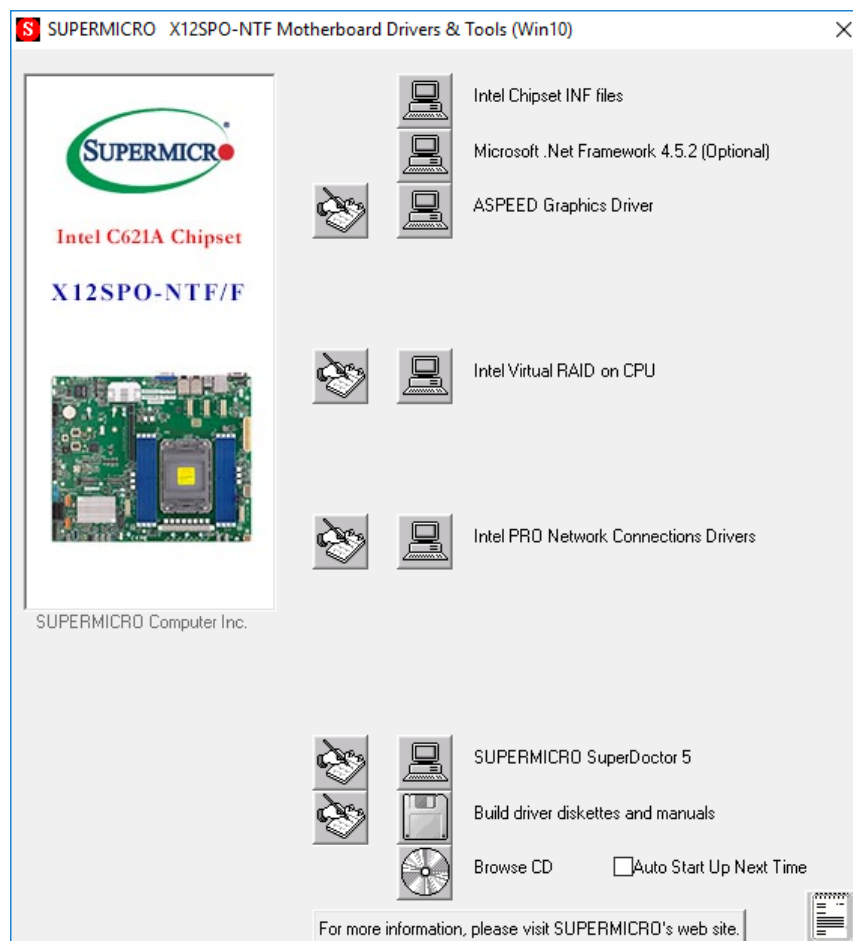 S SUPERMICRO X12SPO-NTF Motherboard Drivers & Tools (Win10)
SUPERMICR
Intel C621A Chipset
X12SPO-NTF/F
SUPERMICRO Computer Inc.
Intel Chipset INF files
Microsoft .Net Framework 4.5.2 (Optional)
ASPEED Graphics Driver
Intel Virtual RAID on CPU
Intel PRO Network Connections Drivers
SUPERMICRO SuperDoctor 5
Build driver diskettes and manuals
Browse CD Auto Start Up Next Time
For more information, please visit SUPERMICRO's web site.